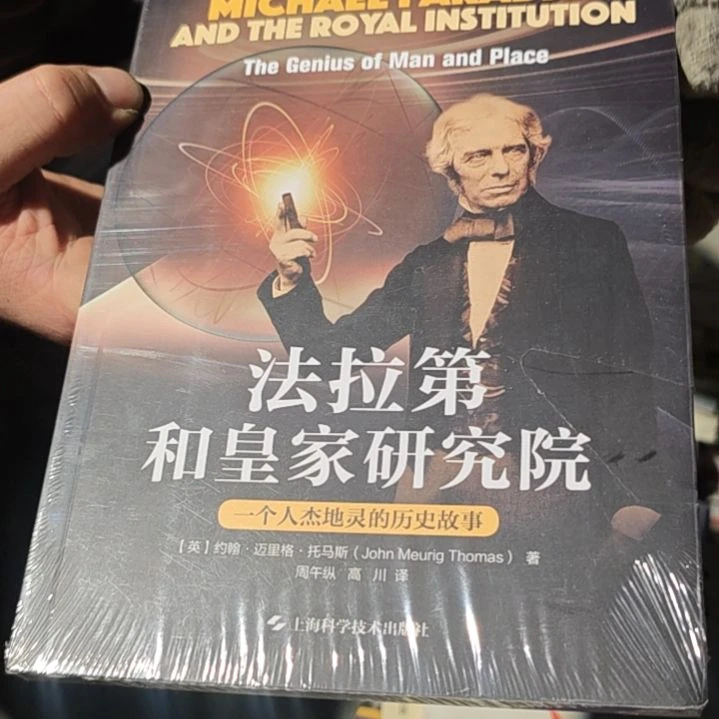 MICHAEL FARADAY
AND THE ROYAL INSTITUTION
The Genius of Man and Place
法拉第
和皇家研究院
一个人杰地灵的历史故事
【英】约翰·迈里格·托马斯（John Meurig Thomas） 著
周午纵 高 川 译
上海科学技术出版社